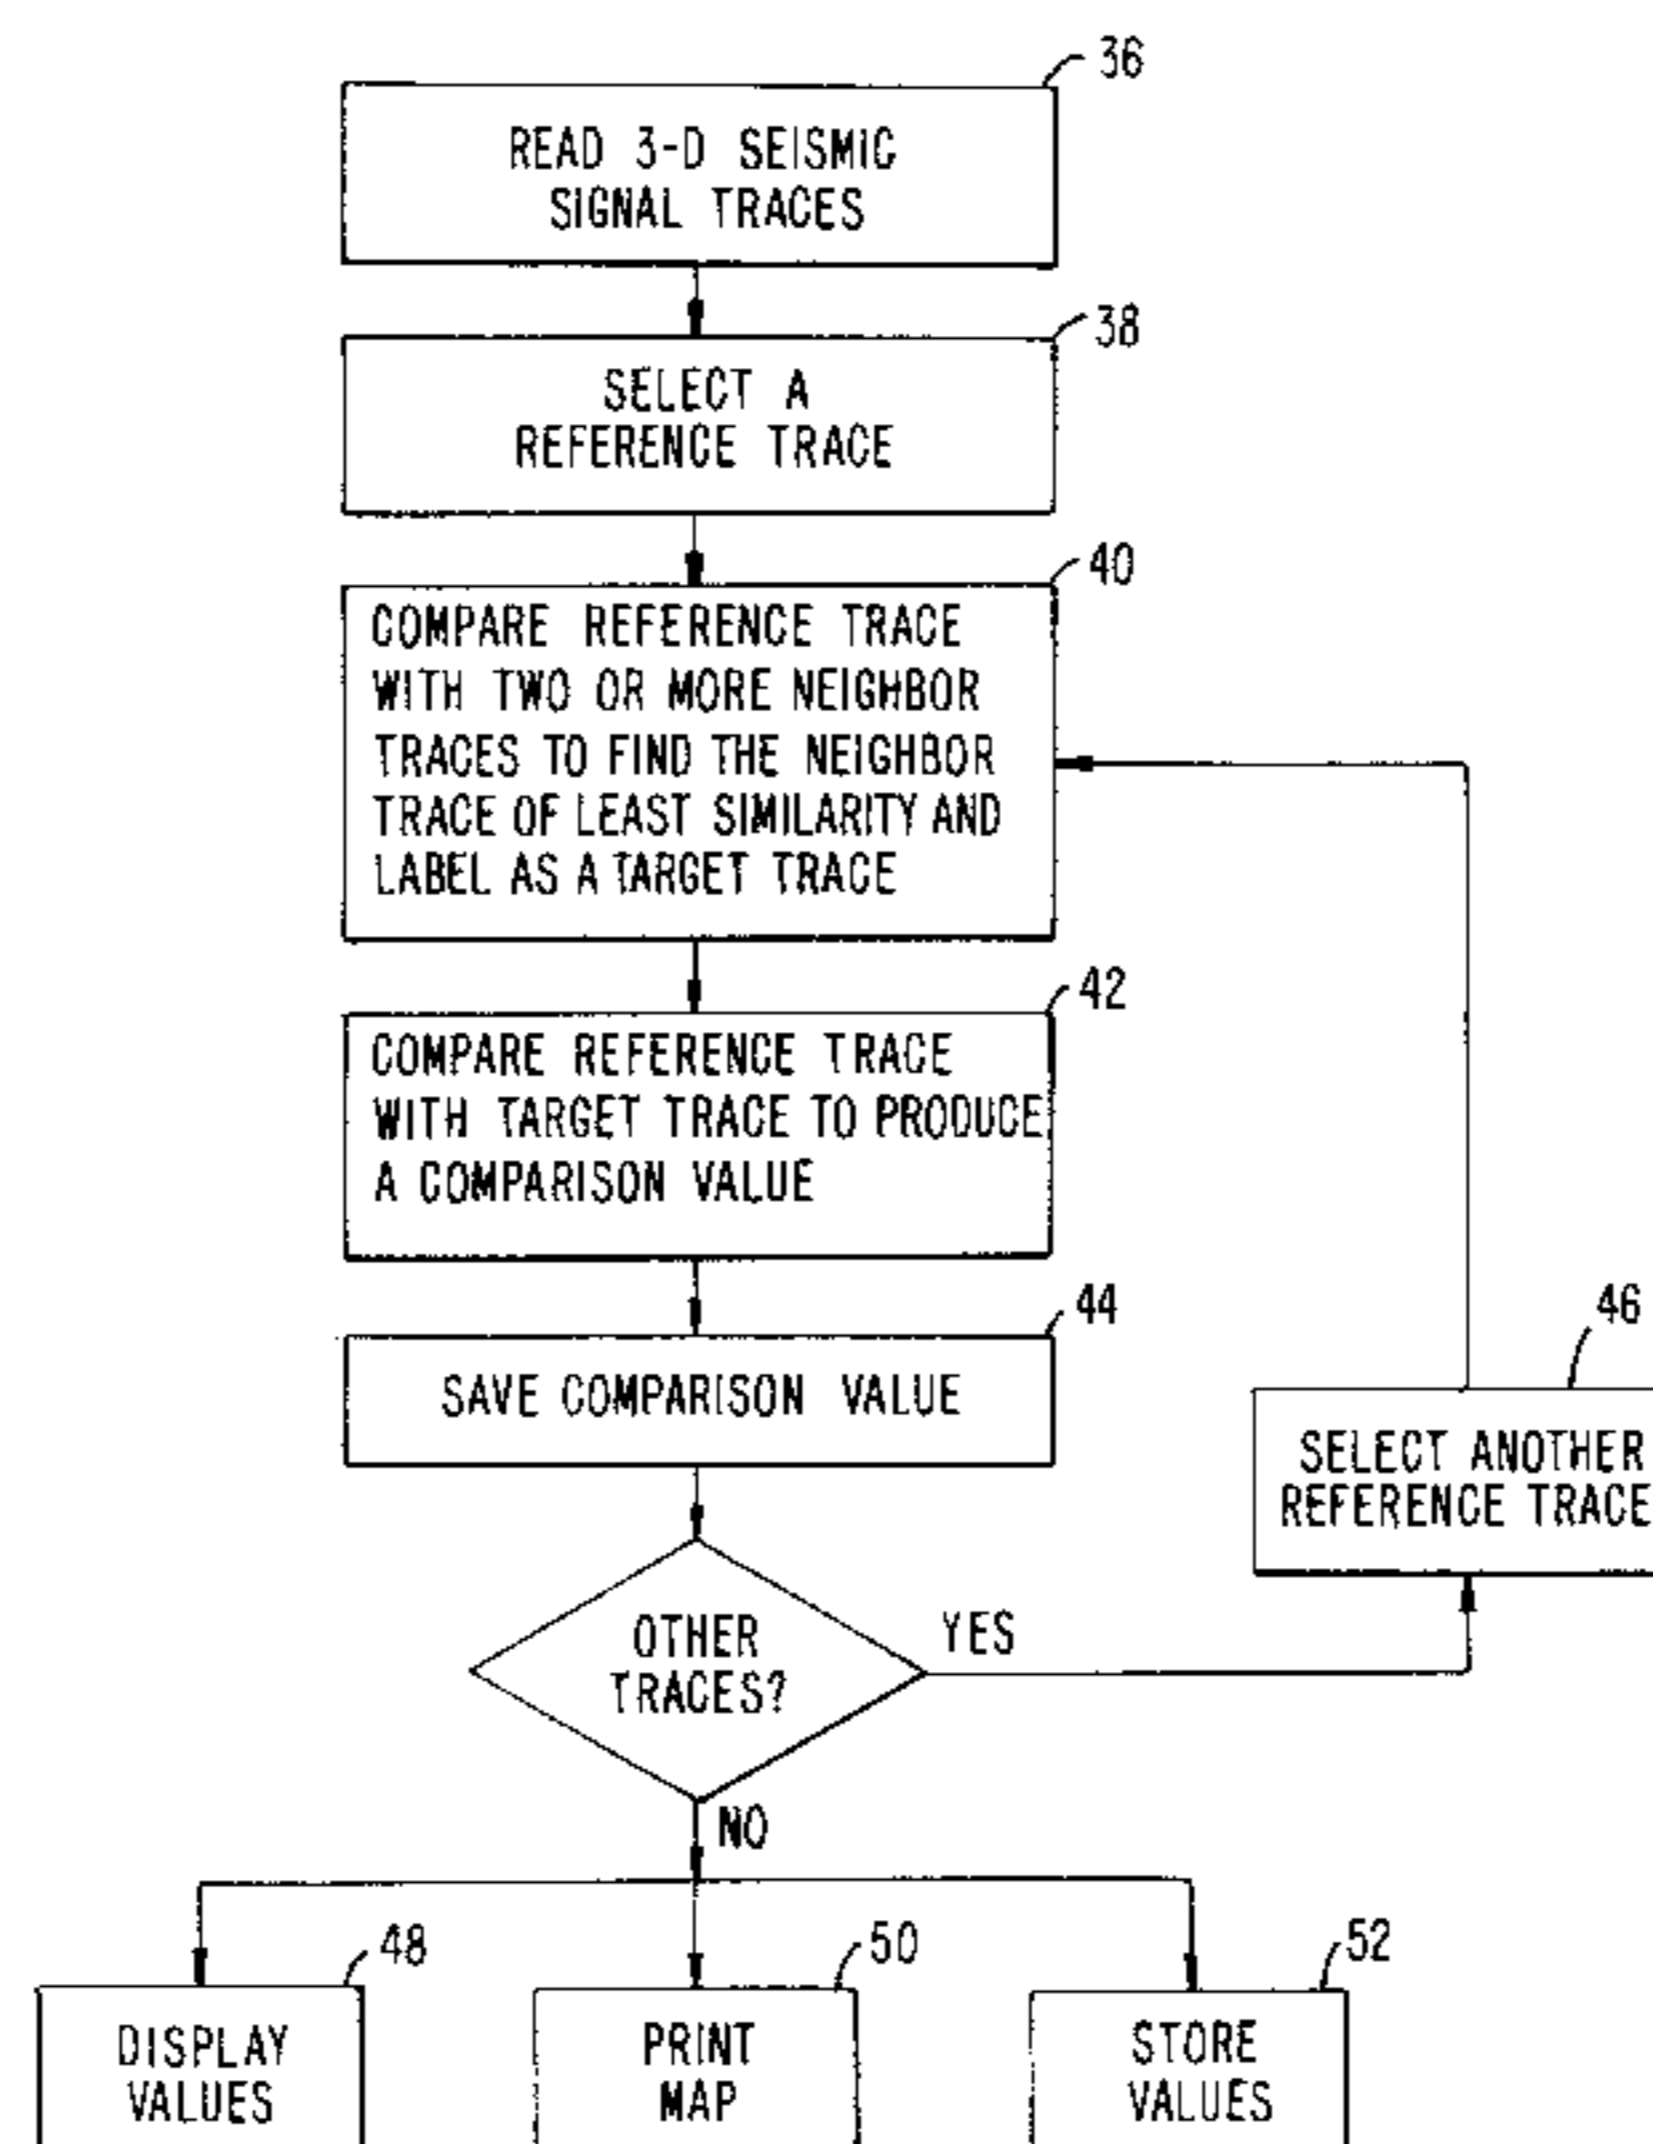 36
READ 3-D SEISMIC
SIGNAL TRACES
38
SELECT A
REFERENCE TRACE
40
COMPARE REFERENCE TRACE
WITH TWO OR MORE NEIGHBOR
TRACES TO FIND THE NEIGHBOR
TRACE OF LEAST SIMILARITY AND
LABEL AS A TARGET TRACE
42
COMPARE REFERENCE TRACE
WITH TARGET TRACE TO PRODUCE
A COMPARISON VALUE
44
SAVE COMPARISON VALUE
46
SELECT ANOTHER
REFERENCE TRACE
OTHER
TRACES?
YES
NO
48
DISPLAY
VALUES
50
PRINT
MAP
52
STORE
VALUES